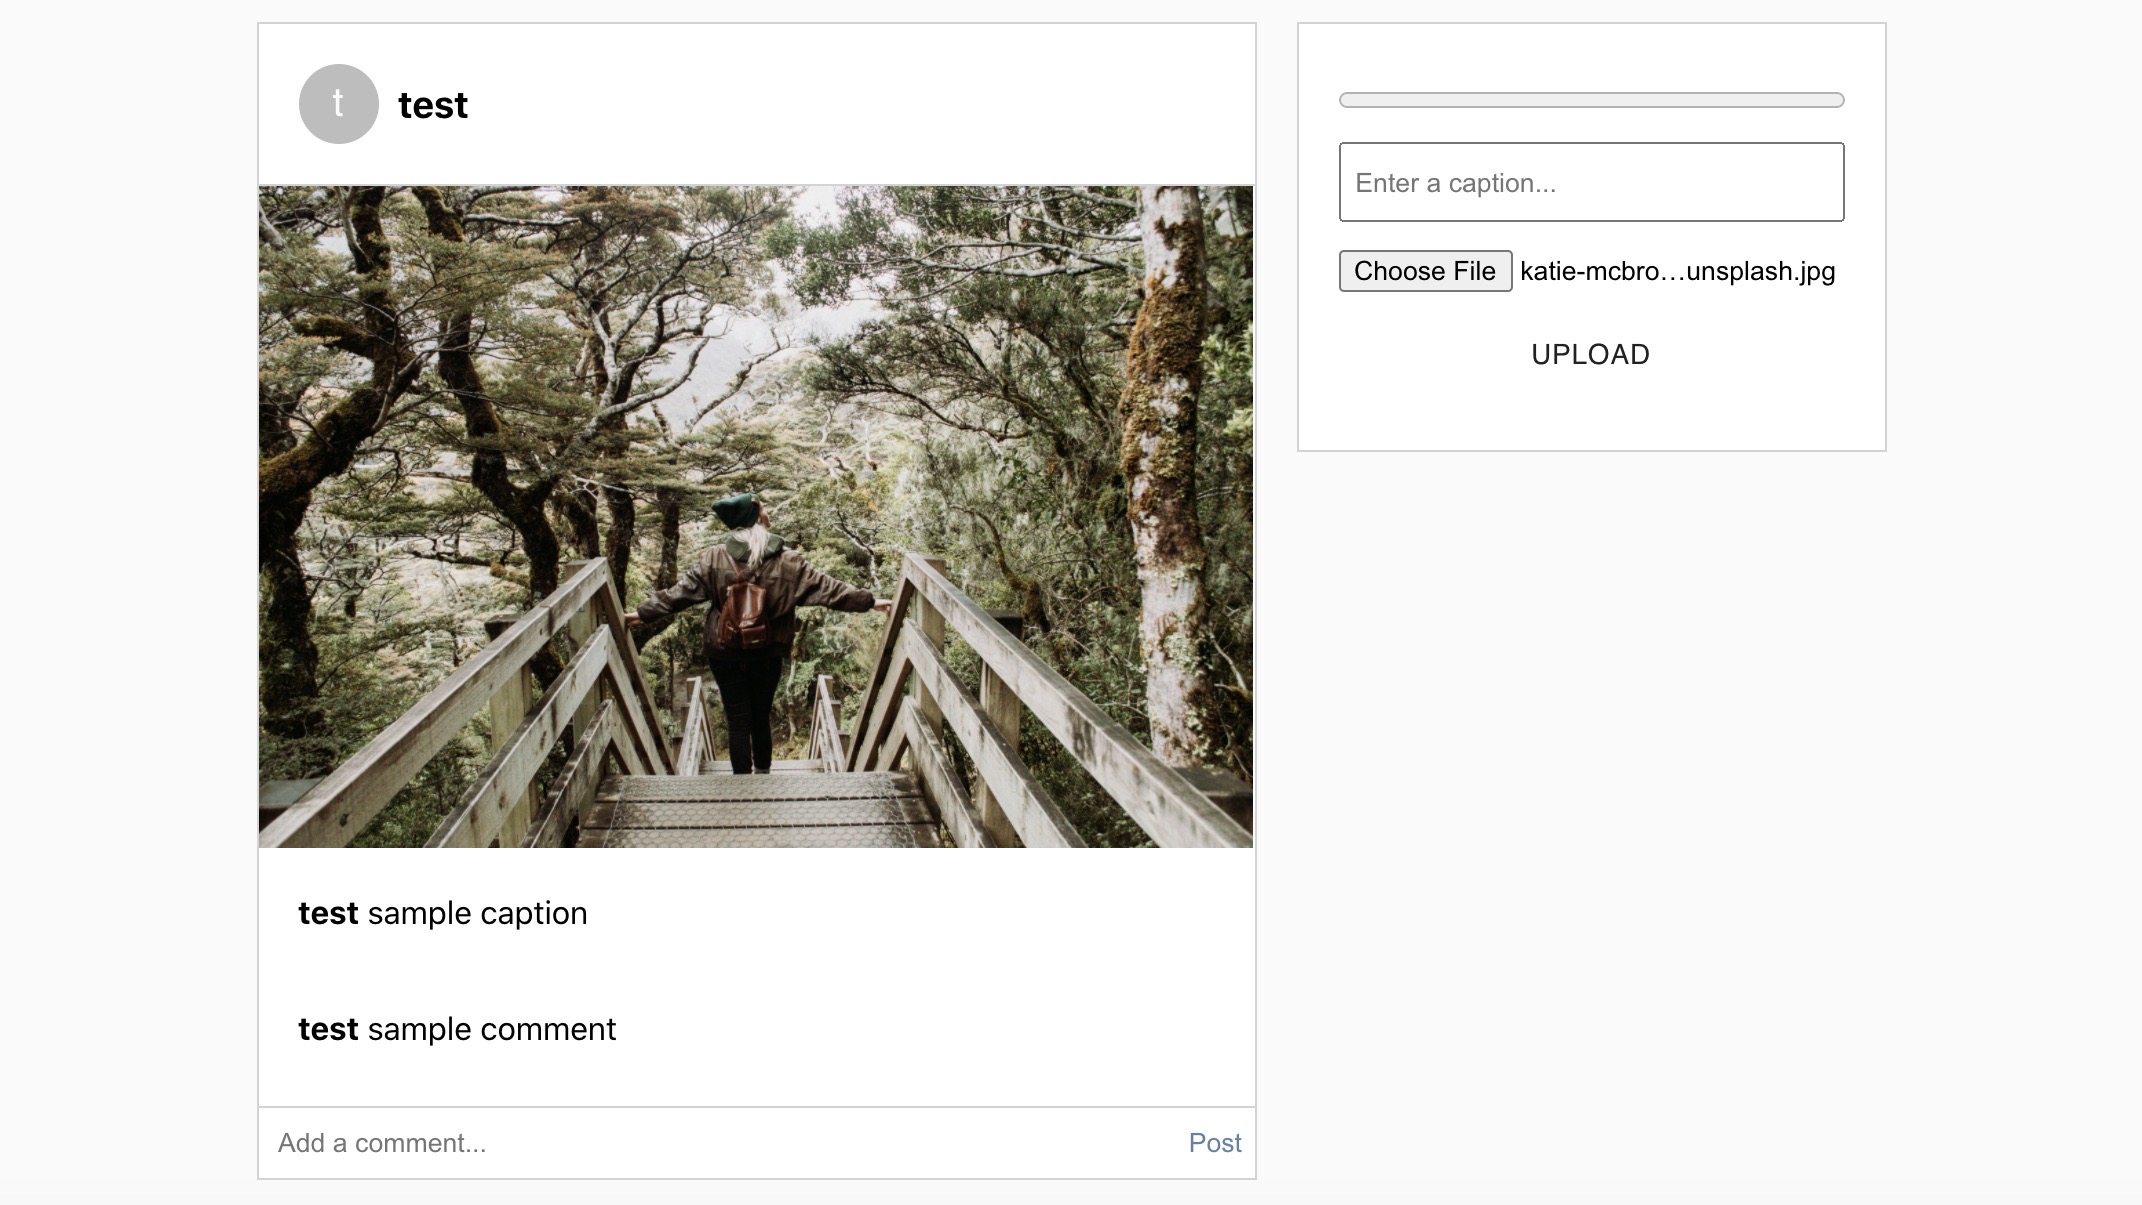 t
test
test sample caption
test sample comment
Add a comment...
Post
Enter a caption...
Choose File katie-mcbro…unsplash.jpg
UPLOAD